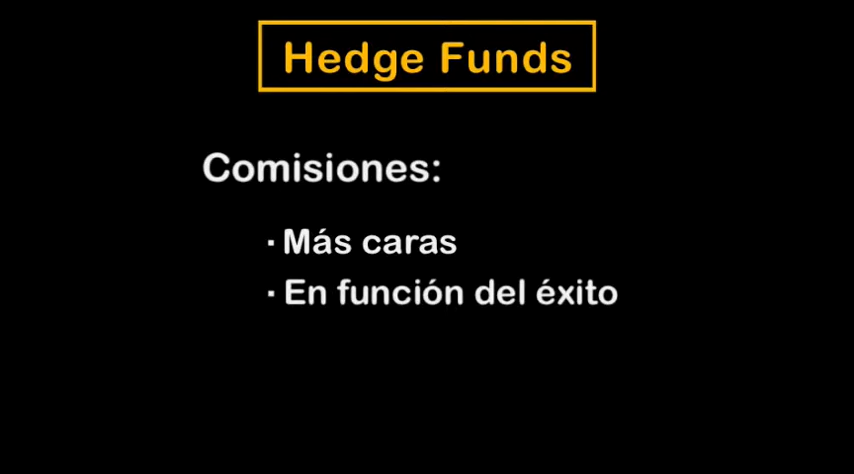 Hedge Funds
Comisiones:
· Más caras
· En función del éxito